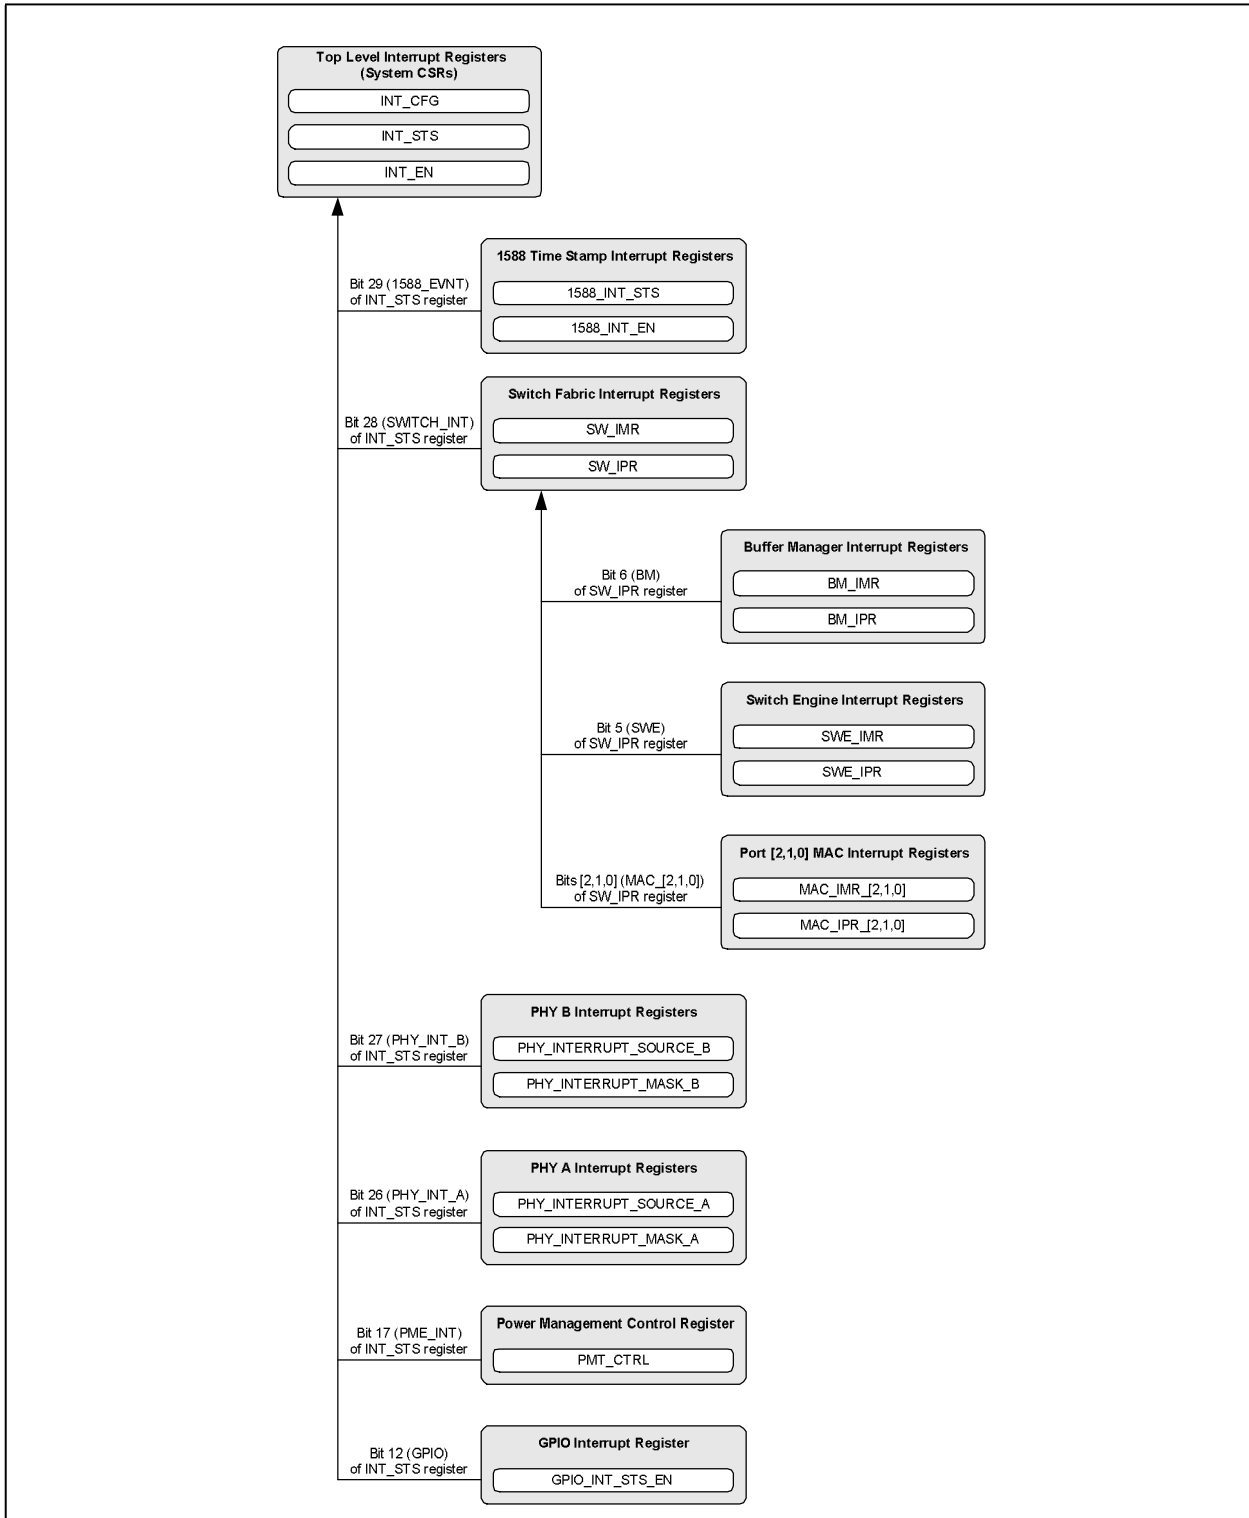 Top Level Interrupt Registers
(System CSRs)
INT_CFG
INT_STS
INT_EN
Bit 29 (1588_EVNT)
of INT_STS register
1588 Time Stamp Interrupt Registers
1588_INT_STS
1588_INT_EN
Bit 28 (SWITCH_INT)
of INT_STS register
Switch Fabric Interrupt Registers
SW_IMR
SW_IPR
Bit 6 (BM)
of SW_IPR register
Buffer Manager Interrupt Registers
BM_IMR
BM_IPR
Bit 5 (SWE)
of SW_IPR register
Switch Engine Interrupt Registers
SWE_IMR
SWE_IPR
Bits [2,1,0] (MAC_[2,1,0])
of SW_IPR register
Port [2,1,0] MAC Interrupt Registers
MAC_IMR_[2,1,0]
MAC_IPR_[2,1,0]
Bit 27 (PHY_INT_B)
of INT_STS register
PHY B Interrupt Registers
PHY_INTERRUPT_SOURCE_B
PHY_INTERRUPT_MASK_B
Bit 26 (PHY_INT_A)
of INT_STS register
PHY A Interrupt Registers
PHY_INTERRUPT_SOURCE_A
PHY_INTERRUPT_MASK_A
Bit 17 (PME_INT)
of INT_STS register
Power Management Control Register
PMT_CTRL
Bit 12 (GPIO)
of INT_STS register
GPIO Interrupt Register
GPIO_INT_STS_EN